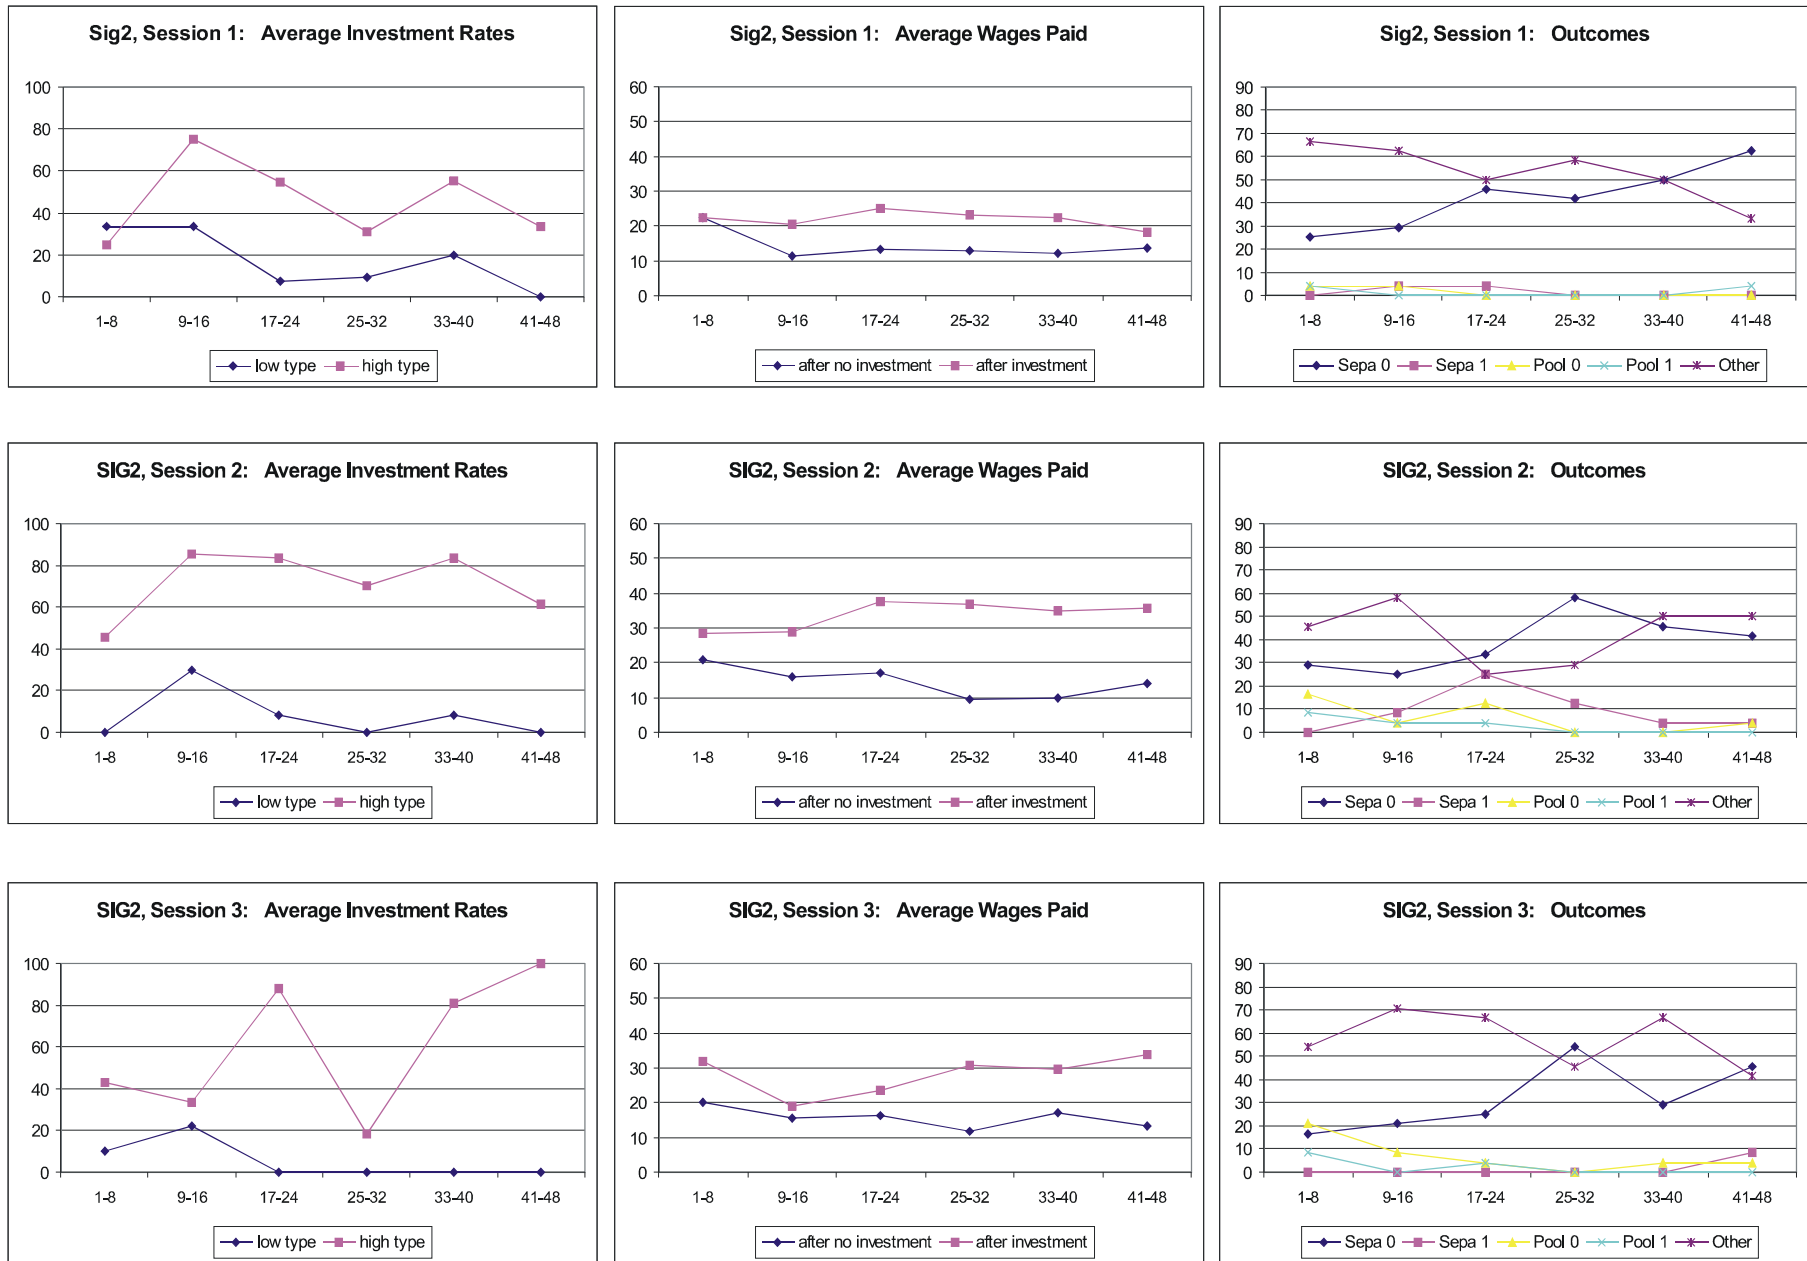 Sig2, Session 1: Average Investment Rates
100
80
60
40
20
0
1-8 9-16 17-24 25-32 33-40 41-48
low type high type
Sig2, Session 1: Average Wages Paid
60
50
40
30
20
10
0
1-8 9-16 17-24 25-32 33-40 41-48
after no investment after investment
Sig2, Session 1: Outcomes
90
80
70
60
50
40
30
20
10
0
1-8 9-16 17-24 25-32 33-40 41-48
Sepa 0 Sepa 1 Pool 0 Pool 1 Other
SIG2, Session 2: Average Investment Rates
100
80
60
40
20
0
1-8 9-16 17-24 25-32 33-40 41-48
low type high type
SIG2, Session 2: Average Wages Paid
60
50
40
30
20
10
0
1-8 9-16 17-24 25-32 33-40 41-48
after no investment after investment
SIG2, Session 2: Outcomes
90
80
70
60
50
40
30
20
10
0
1-8 9-16 17-24 25-32 33-40 41-48
Sepa 0 Sepa 1 Pool 0 Pool 1 Other
SIG2, Session 3: Average Investment Rates
100
80
60
40
20
0
1-8 9-16 17-24 25-32 33-40 41-48
low type high type
SIG2, Session 3: Average Wages Paid
60
50
40
30
20
10
0
1-8 9-16 17-24 25-32 33-40 41-48
after no investment after investment
SIG2, Session 3: Outcomes
90
80
70
60
50
40
30
20
10
0
1-8 9-16 17-24 25-32 33-40 41-48
Sepa 0 Sepa 1 Pool 0 Pool 1 Other